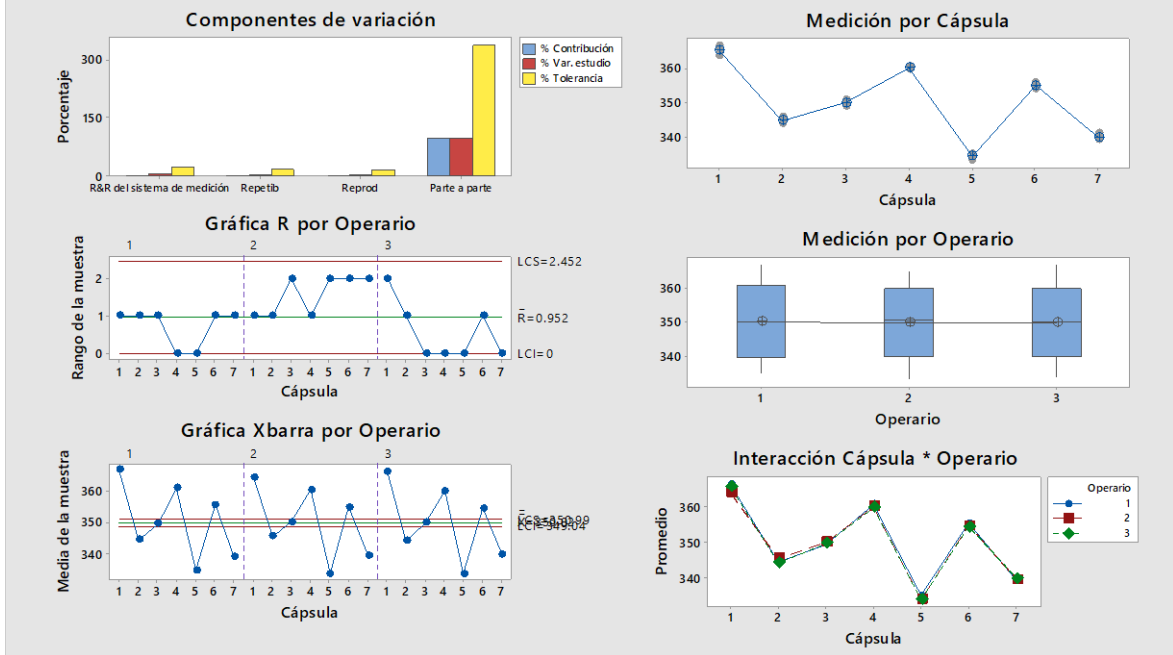 Componentes de variación
Porcentaje
300
150
0
% Contribución
% Var. estudio
% Tolerancia
R&R del sistema de medición Repetib Reprod Parte a parte
Medición por Cápsula
360
350
340
1 2 3 4 5 6 7
Cápsula
Gráfica R por Operario
1 2 3
Rango de la muestra
2
1
0
LCS=2.452
R=0.952
LCI=0
1 2 3 4 5 6 7 1 2 3 4 5 6 7 1 2 3 4 5 6 7
Cápsula
Medición por Operario
360
350
340
1 2 3
Operario
Gráfica Xbarra por Operario
1 2 3
Media de la muestra
360
350
340
1 2 3 4 5 6 7 1 2 3 4 5 6 7 1 2 3 4 5 6 7
Cápsula
Interacción Cápsula * Operario
Promedio
360
350
340
Operario
1
2
3
1 2 3 4 5 6 7
Cápsula